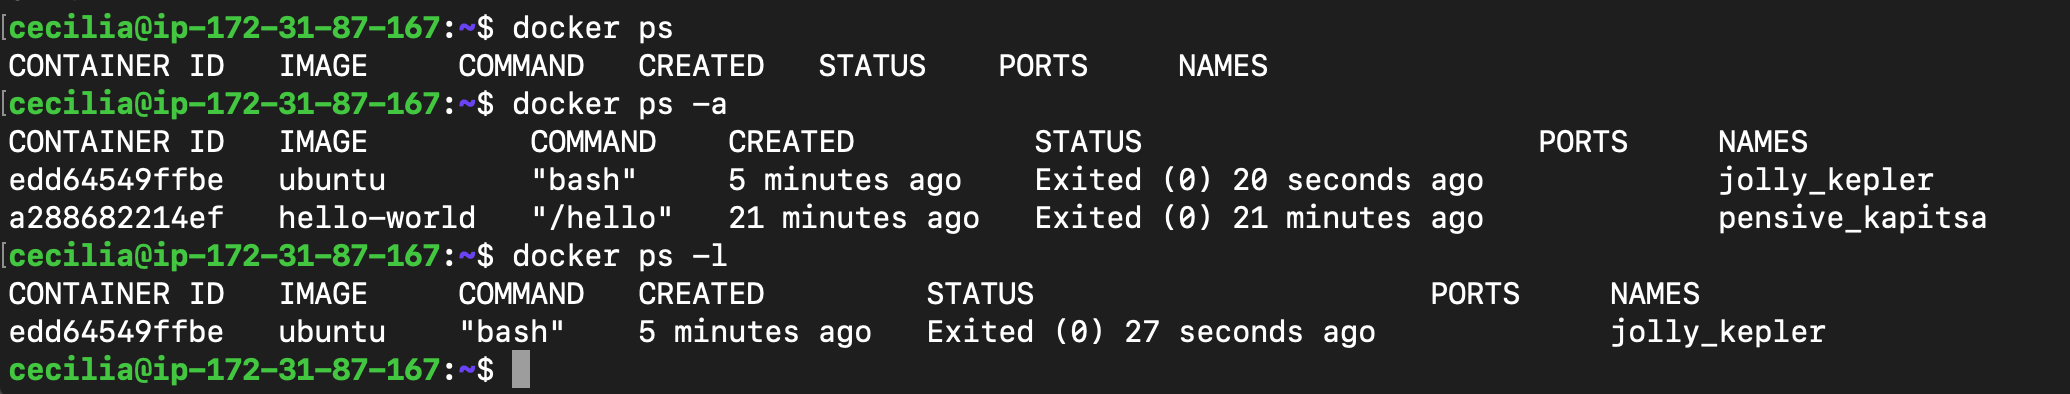 cecilia@ip-172-31-87-167:~$ docker ps
CONTAINER ID   IMAGE     COMMAND   CREATED   STATUS    PORTS     NAMES
cecilia@ip-172-31-87-167:~$ docker ps -a
CONTAINER ID   IMAGE         COMMAND    CREATED          STATUS                      PORTS     NAMES
edd64549ffbe   ubuntu        "bash"     5 minutes ago    Exited (0) 20 seconds ago             jolly_kepler
a288682214ef   hello-world   "/hello"   21 minutes ago   Exited (0) 21 minutes ago             pensive_kapitsa
cecilia@ip-172-31-87-167:~$ docker ps -l
CONTAINER ID   IMAGE     COMMAND   CREATED         STATUS                      PORTS     NAMES
edd64549ffbe   ubuntu    "bash"    5 minutes ago   Exited (0) 27 seconds ago             jolly_kepler
cecilia@ip-172-31-87-167:~$